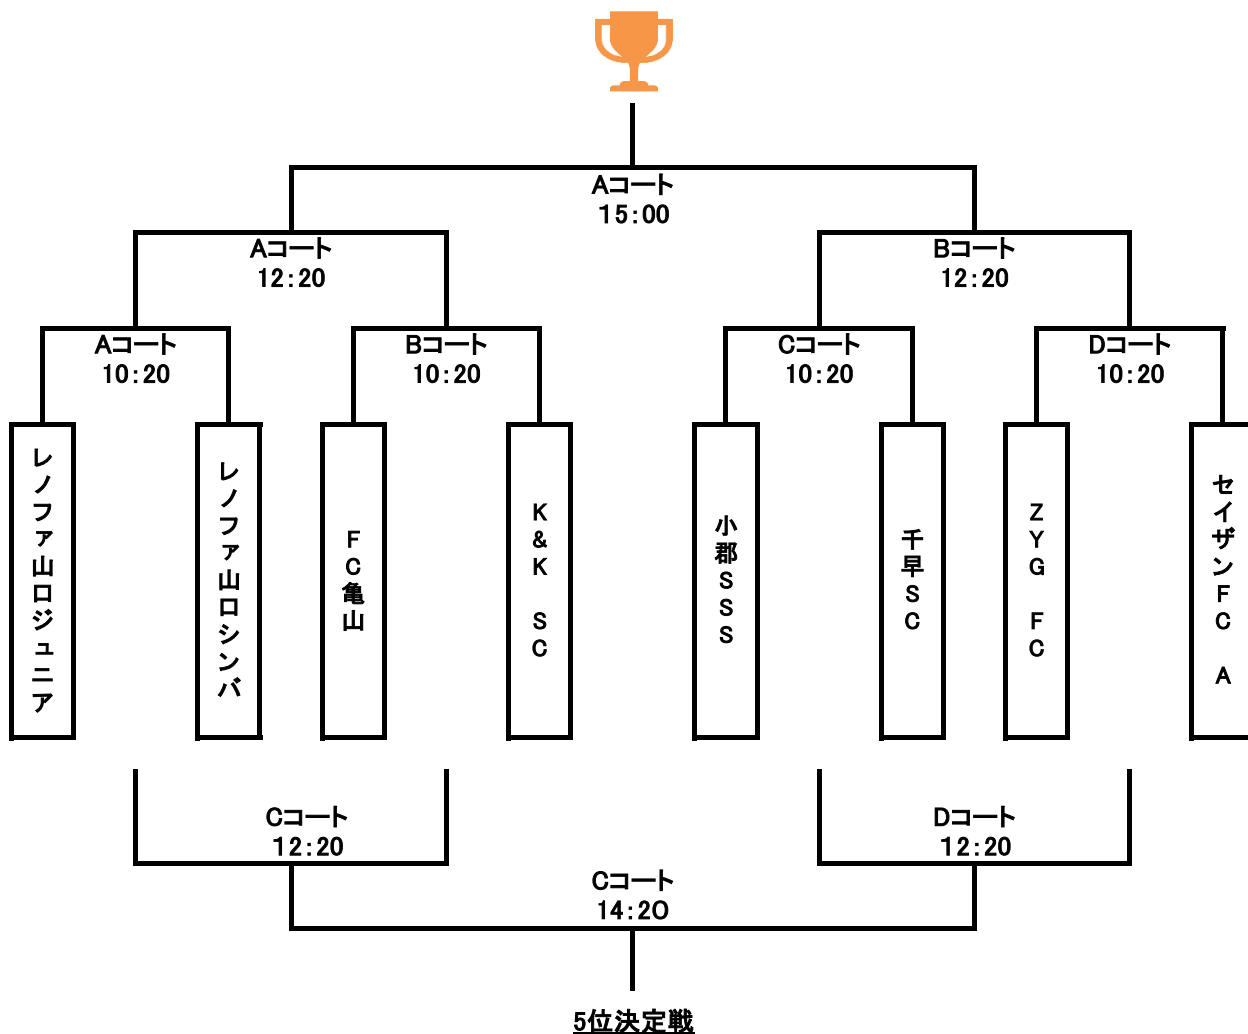 Aコート
15:00
Aコート
12:20
Bコート
12:20
Aコート
10:20
Bコート
10:20
Cコート
10:20
Dコート
10:20
レノファ山口ジュニア
レノファ山口シンバ
FC亀山
K&K SC
小郡SSS
千早SC
ZYG FC
セイザンFC A
Cコート
12:20
Dコート
12:20
Cコート
14:20
5位決定戦